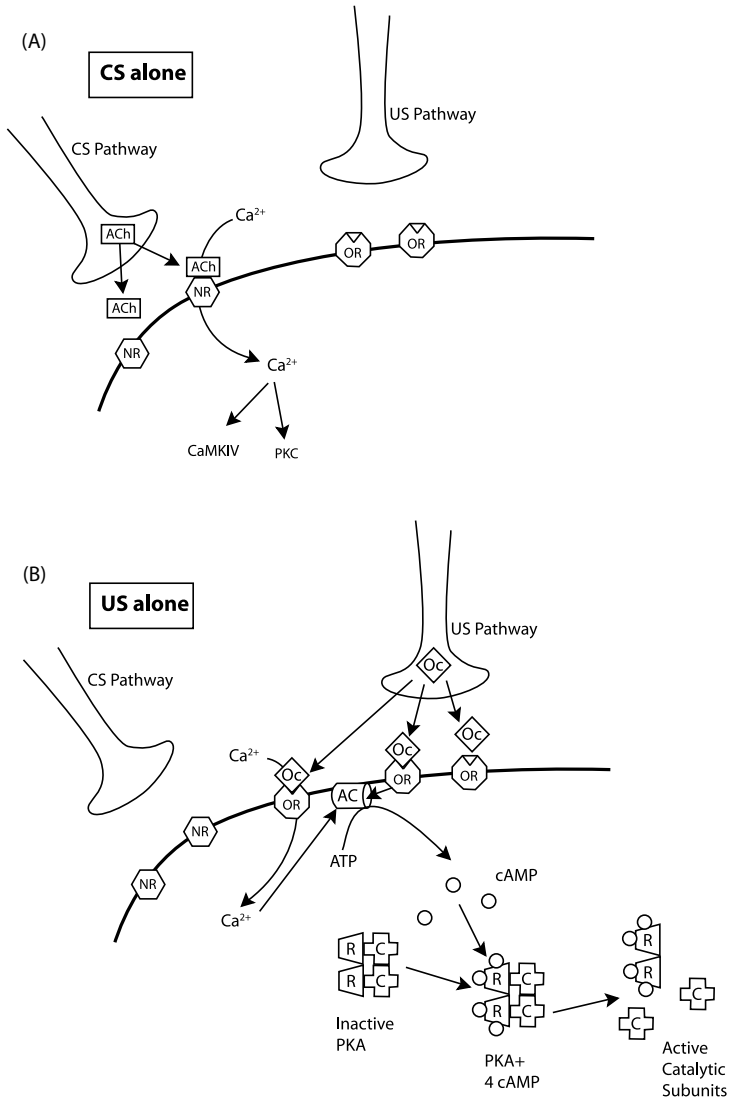 (A)
CS alone
US Pathway
CS Pathway
Ca²⁺
ACh
ACh
OR
OR
ACh
NR
NR
Ca²⁺
CaMKIV
PKC
(B)
US alone
US Pathway
CS Pathway
Oc
Oc
Oc
Ca²⁺
Oc
OR
OR
AC
OR
NR
ATP
cAMP
NR
Ca²⁺
R C
R C
R C
R C
R
R
C
C
Inactive
PKA
PKA+
4 cAMP
Active
Catalytic
Subunits